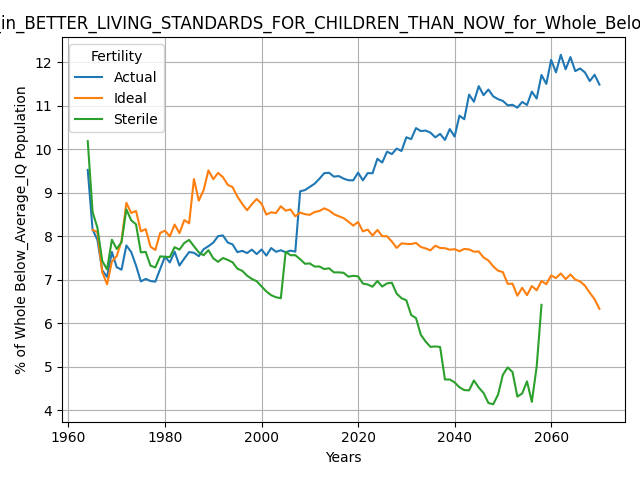 _in_BETTER_LIVING_STANDARDS_FOR_CHILDREN_THAN_NOW_for_Whole_Belo
Fertility
Actual
Ideal
Sterile
% of Whole Below_Average_IQ Population
12
11
10
9
8
7
6
5
4
1960
1980
2000
2020
2040
2060
Years